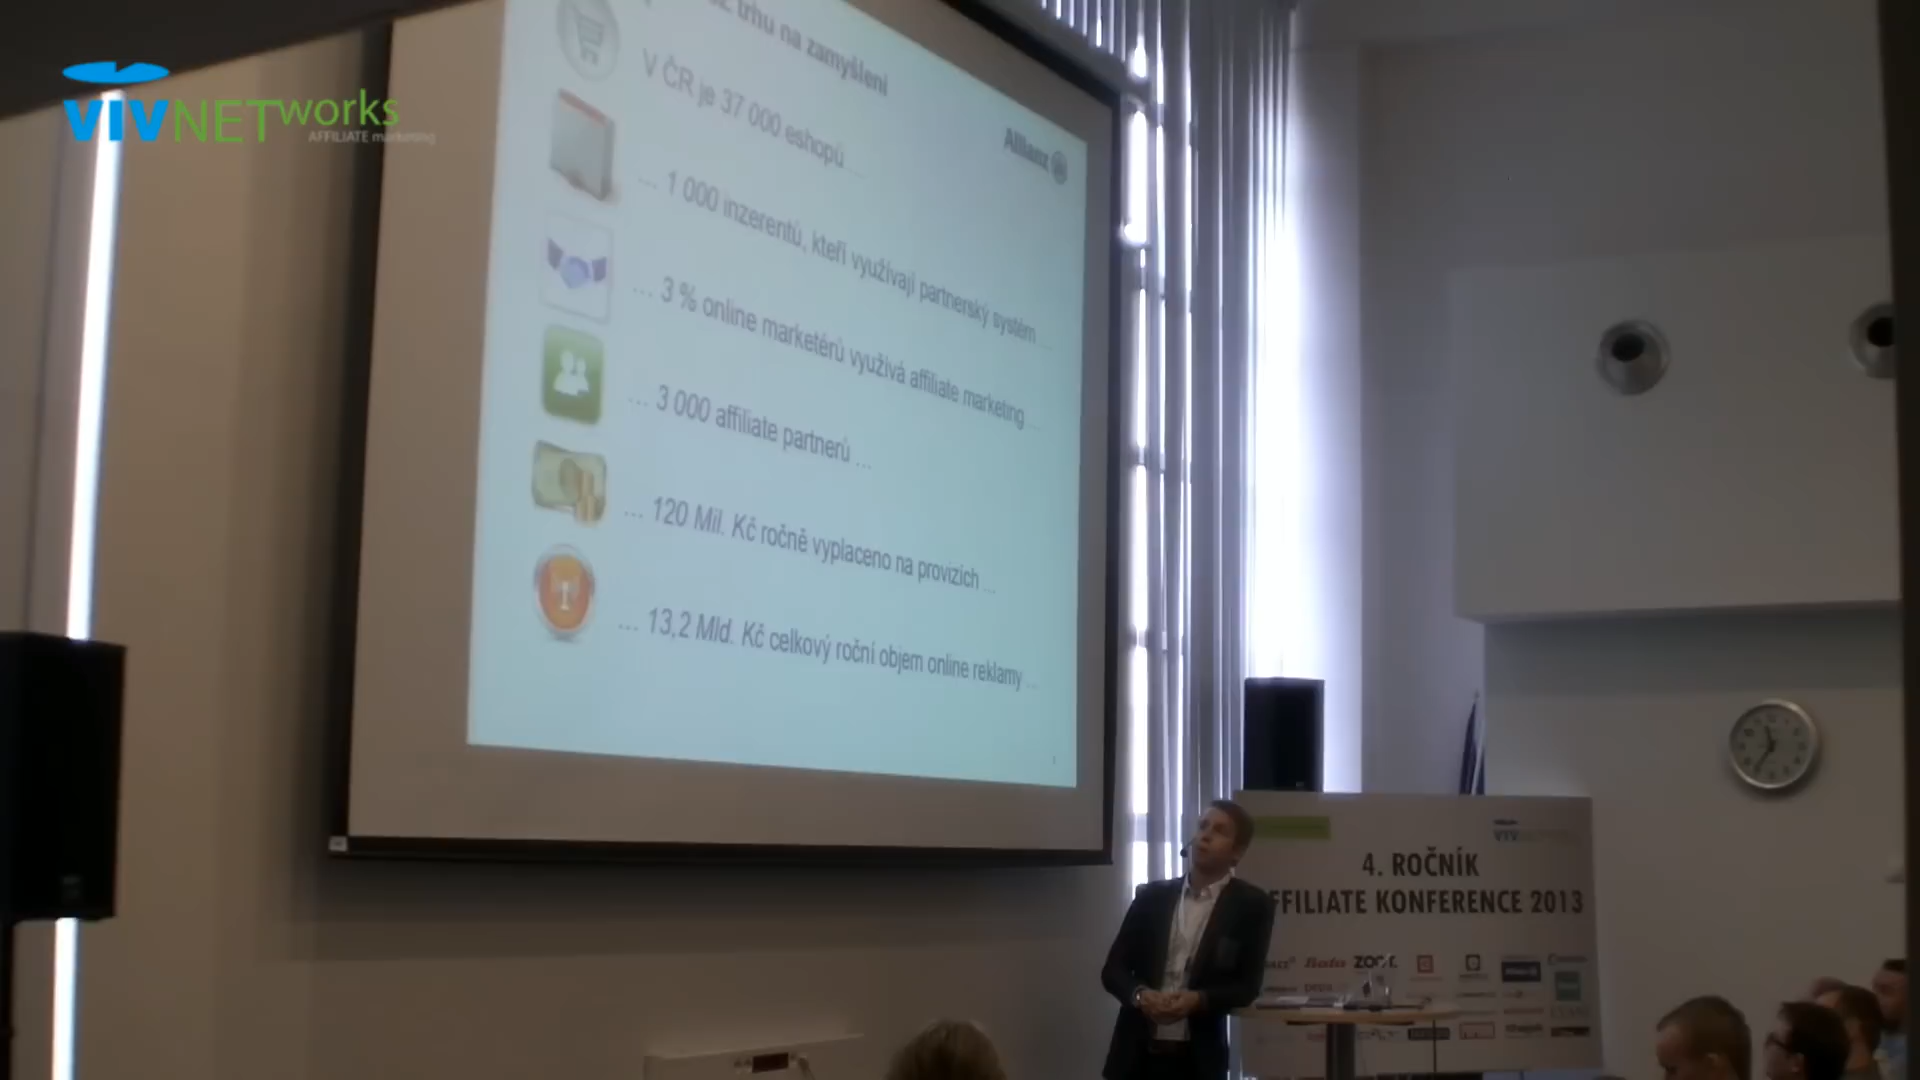 VIVNETworks
AFFILIATE marketing
trhu na zamyšlení
Allianz
V ČR je 37 000 eshopů ...
... 1 000 inzerentů, kteří využívají partnerský systém ...
... 3 % online marketérů využívá affiliate marketing ...
... 3 000 affiliate partnerů ...
... 120 Mil. Kč ročně vyplaceno na provizích ...
... 13,2 Mld. Kč celkový roční objem online reklamy ...
4. ROČNÍK
FFILIATE KONFERENCE 2013
Bata
ZOOT